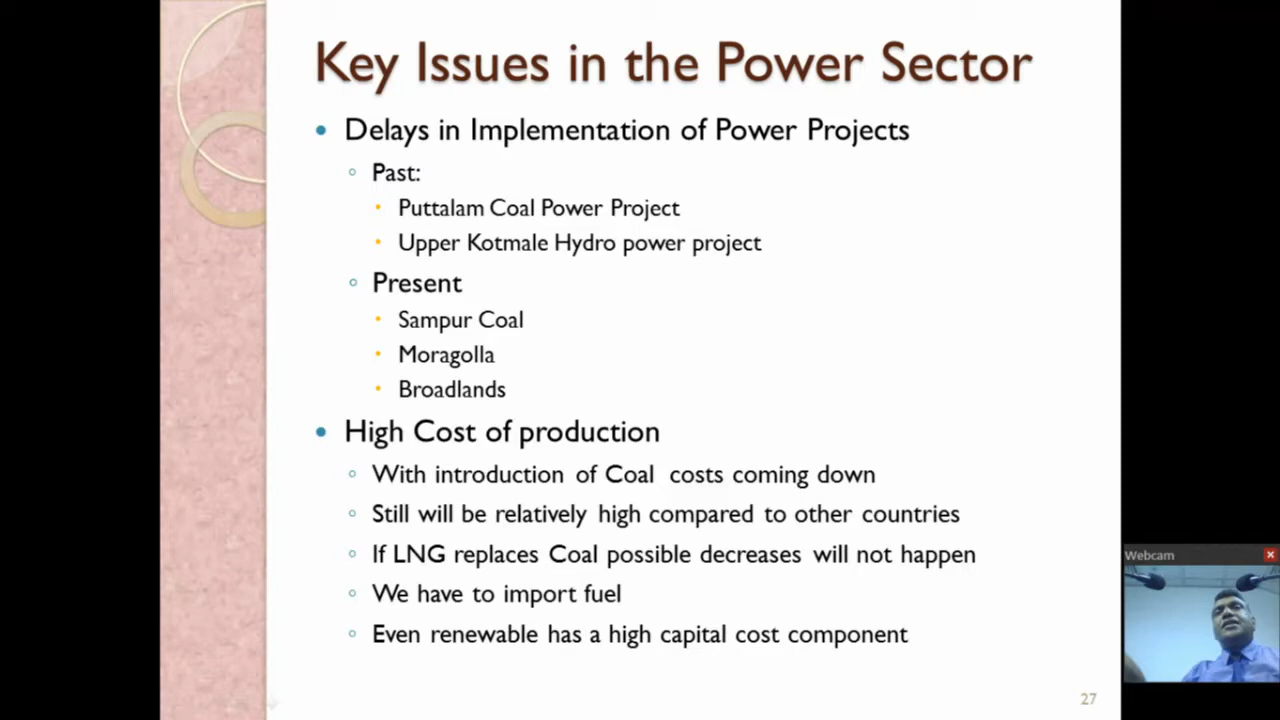 Key Issues in the Power Sector
Delays in Implementation of Power Projects
Past:
Puttalam Coal Power Project
Upper Kotmale Hydro power project
Present
Sampur Coal
Moragolla
Broadlands
High Cost of production
With introduction of Coal costs coming down
Still will be relatively high compared to other countries
If LNG replaces Coal possible decreases will not happen
We have to import fuel
Even renewable has a high capital cost component
27
Webcam